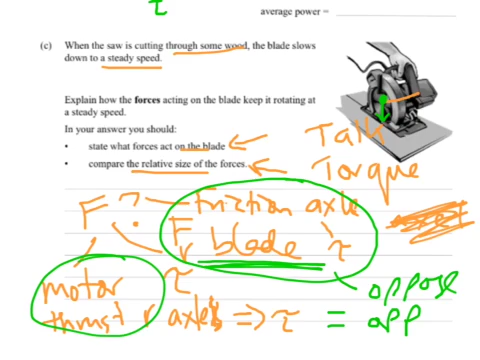 τ
average power =
(c) When the saw is cutting through some wood, the blade slows
down to a steady speed.
Explain how the forces acting on the blade keep it rotating at
a steady speed.
In your answer you should:
• state what forces act on the blade
• compare the relative size of the forces.
Talk
Torque
F ? friction axle
F r blade τ
motor τ
thrust r axle => τ = opp
oppose